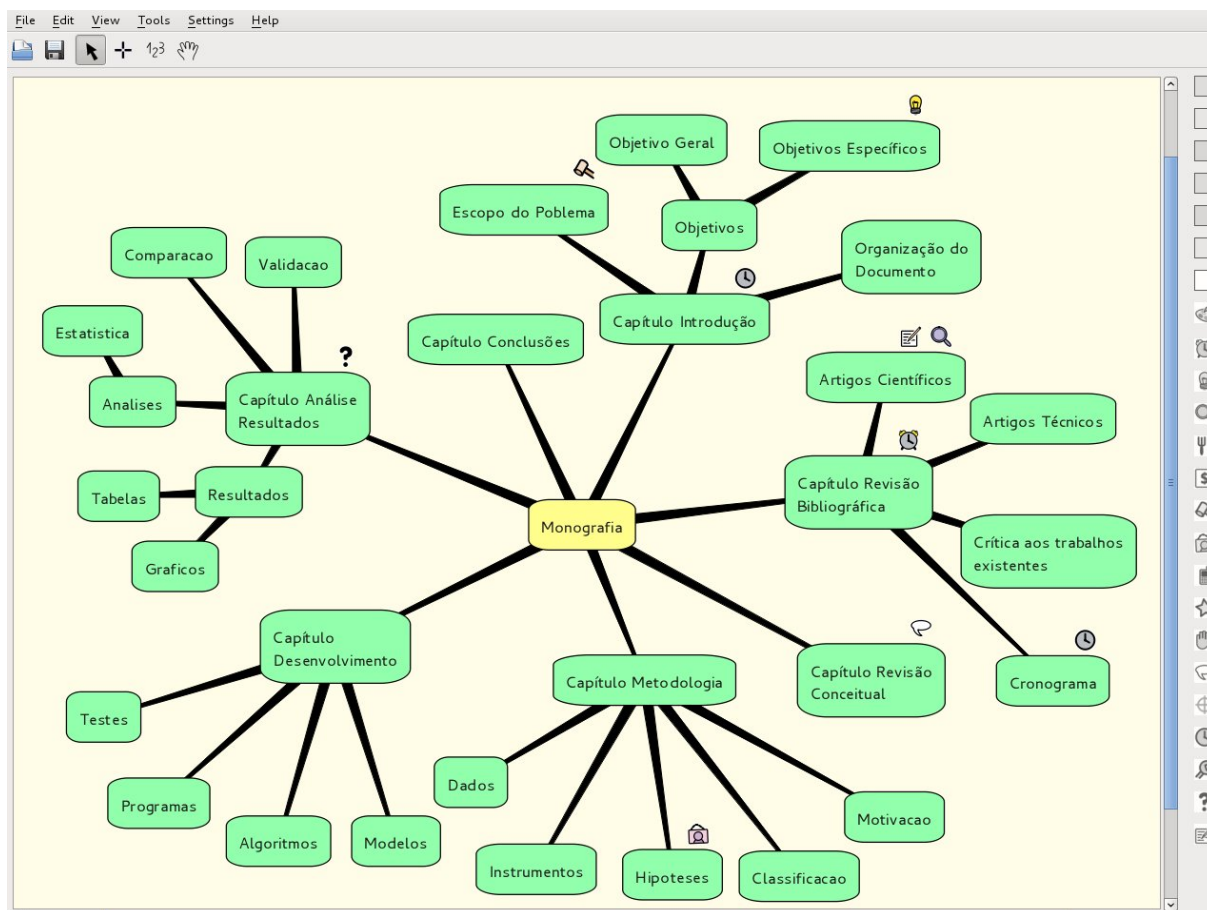 File Edit View Tools Settings Help
123
Objetivo Geral
Objetivos Específicos
Escopo do Poblema
Objetivos
Organização do
Documento
Comparacao
Validacao
Capítulo Introdução
Capítulo Conclusões
Estatistica
Artigos Científicos
Analises
Capítulo Análise
Resultados
?
Artigos Técnicos
Tabelas
Resultados
Capítulo Revisão
Bibliográfica
Monografia
Graficos
Crítica aos trabalhos
existentes
Capítulo
Desenvolvimento
Capítulo Metodologia
Capítulo Revisão
Conceitual
Cronograma
Testes
Dados
Programas
Motivacao
Algoritmos
Modelos
Instrumentos
Hipoteses
Classificacao
$
?